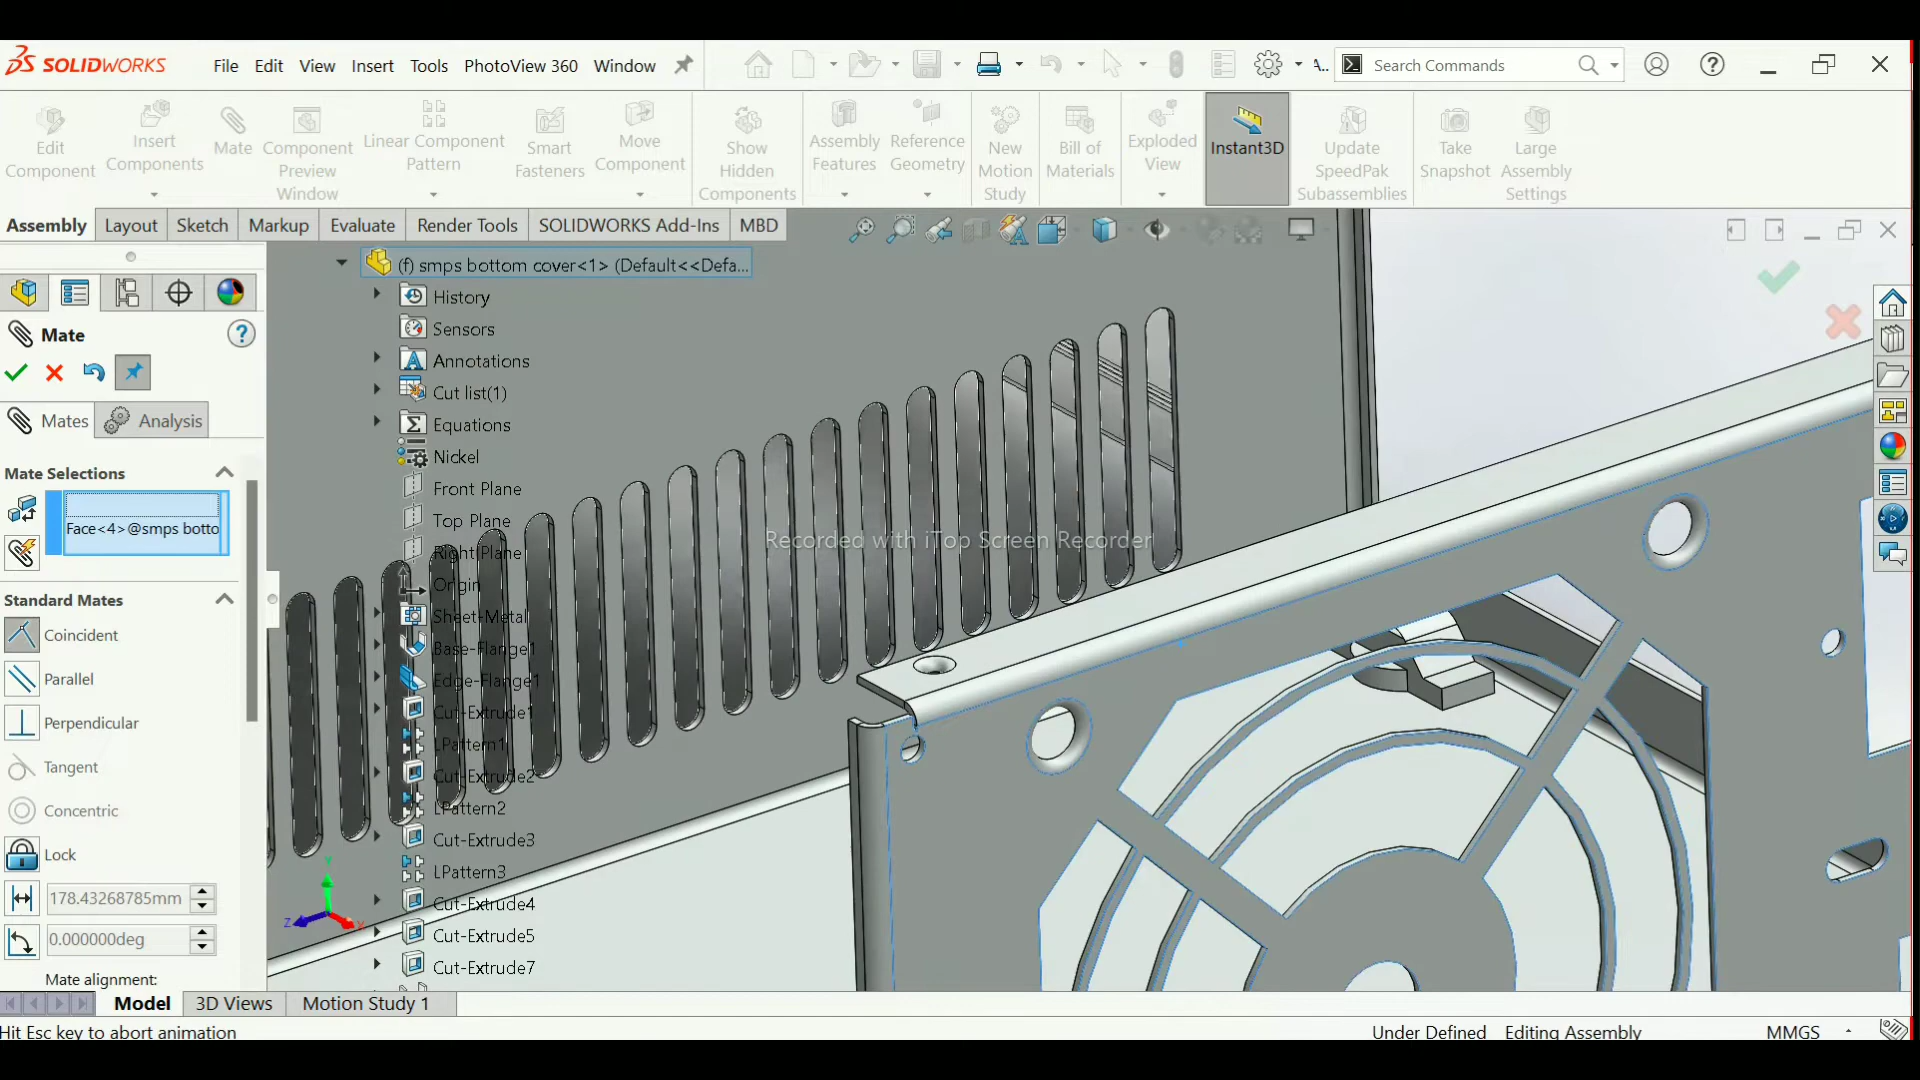 SOLIDWORKS
File Edit View Insert Tools PhotoView 360 Window
A..
Search Commands
Edit Component
Insert Components
Mate
Component Preview Window
Linear Component Pattern
Smart Fasteners
Move Component
Show Hidden Components
Assembly Features
Reference Geometry
New Motion Study
Bill of Materials
Exploded View
Instant3D
Update SpeedPak Subassemblies
Take Snapshot
Large Assembly Settings
Assembly Layout Sketch Markup Evaluate Render Tools SOLIDWORKS Add-Ins MBD
(f) smps bottom cover<1> (Default<<Defa...
History
Sensors
Annotations
Cut list(1)
Equations
Nickel
Front Plane
Top Plane
Right Plane
Origin
Sheet-Metal
Base-Flange1
Edge-Flange1
Cut-Extrude1
LPattern1
Cut-Extrude2
LPattern2
Cut-Extrude3
LPattern3
Cut-Extrude4
Cut-Extrude5
Cut-Extrude7
Mate
Mates Analysis
Mate Selections
Face<4>@smps botto
Standard Mates
Coincident
Parallel
Perpendicular
Tangent
Concentric
Lock
178.43268785mm
0.000000deg
Mate alignment:
Recorded with iTop Screen Recorder
Y
Z
X
Model 3D Views Motion Study 1
Hit Esc key to abort animation
Under Defined Editing Assembly MMGS